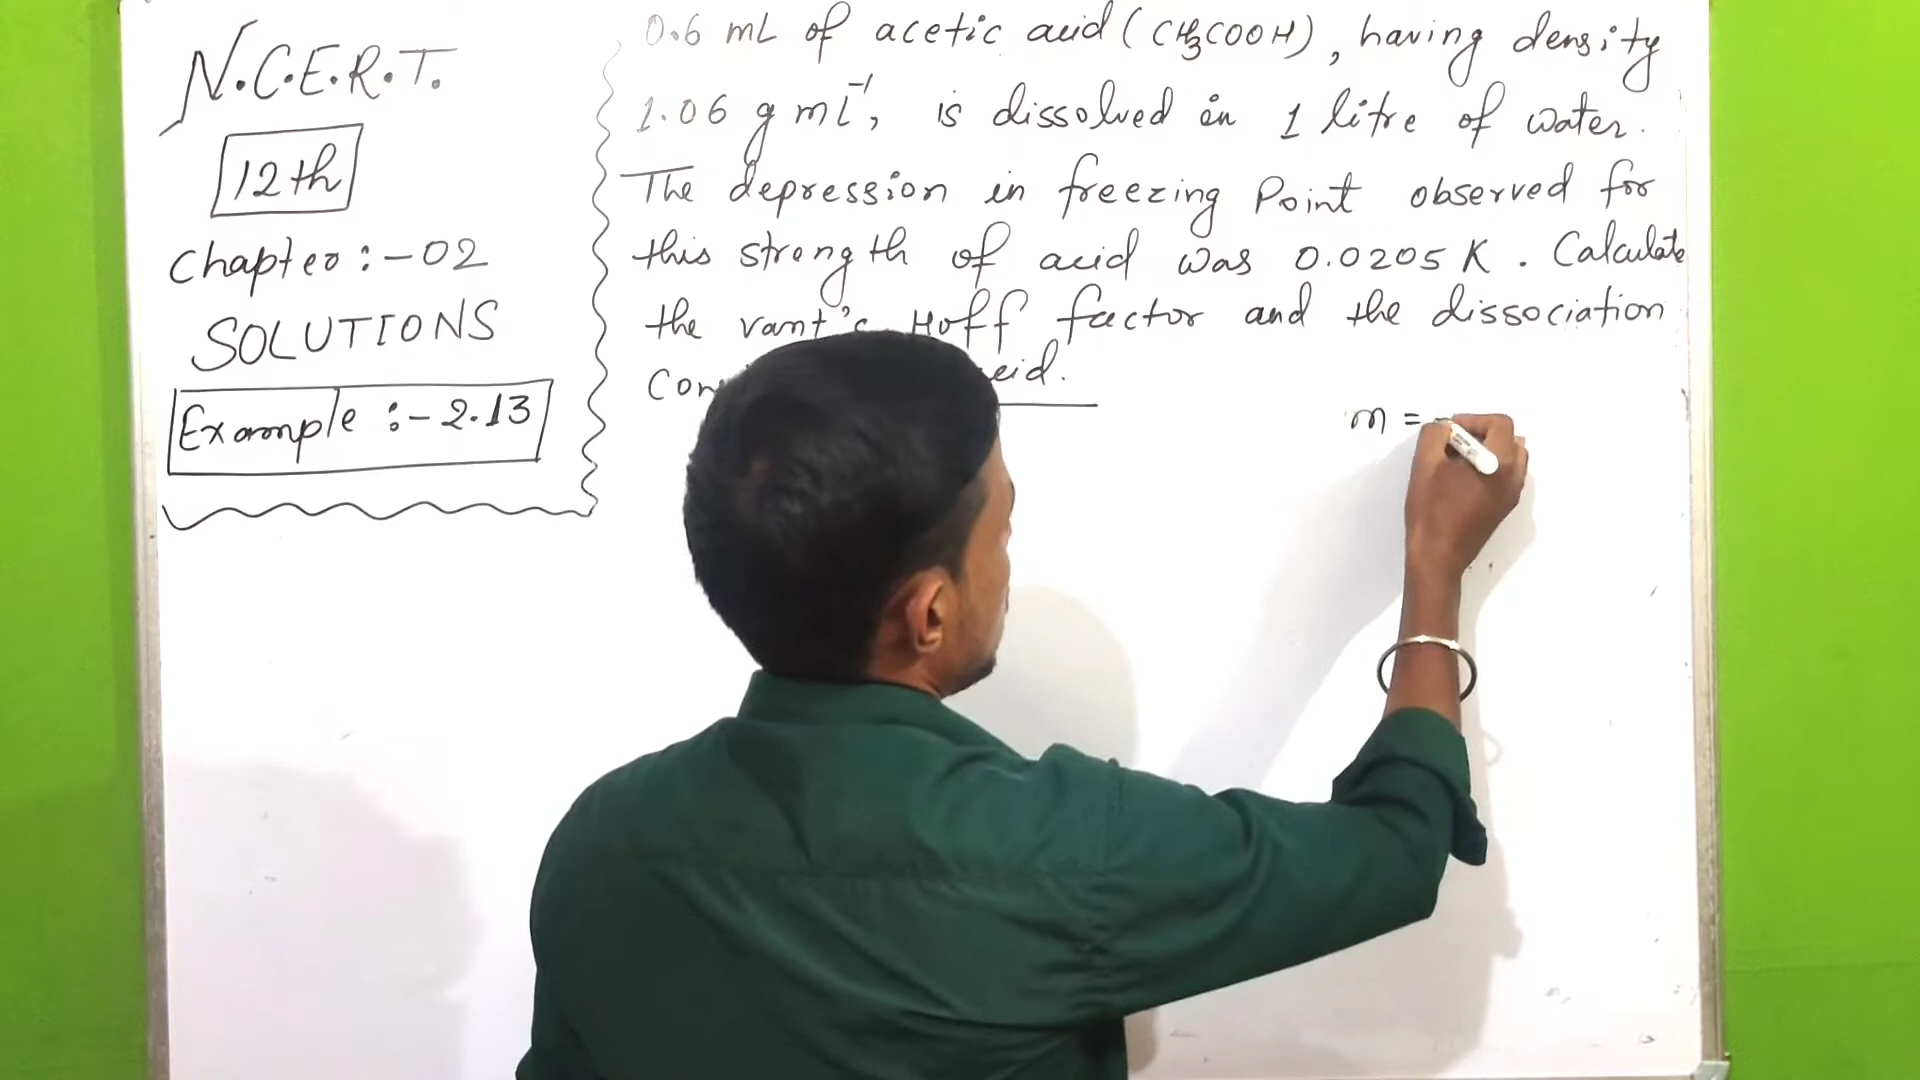 N.C.E.R.T.
12th
Chapter :- 02
SOLUTIONS
Example :- 2.13
0.6 mL of acetic acid (CH3COOH), having density
1.06 g mL⁻¹, is dissolved in 1 litre of water.
The depression in freezing Point observed for
this strength of acid was 0.0205 K. Calculate
the vant's Hoff factor and the dissociation
m =